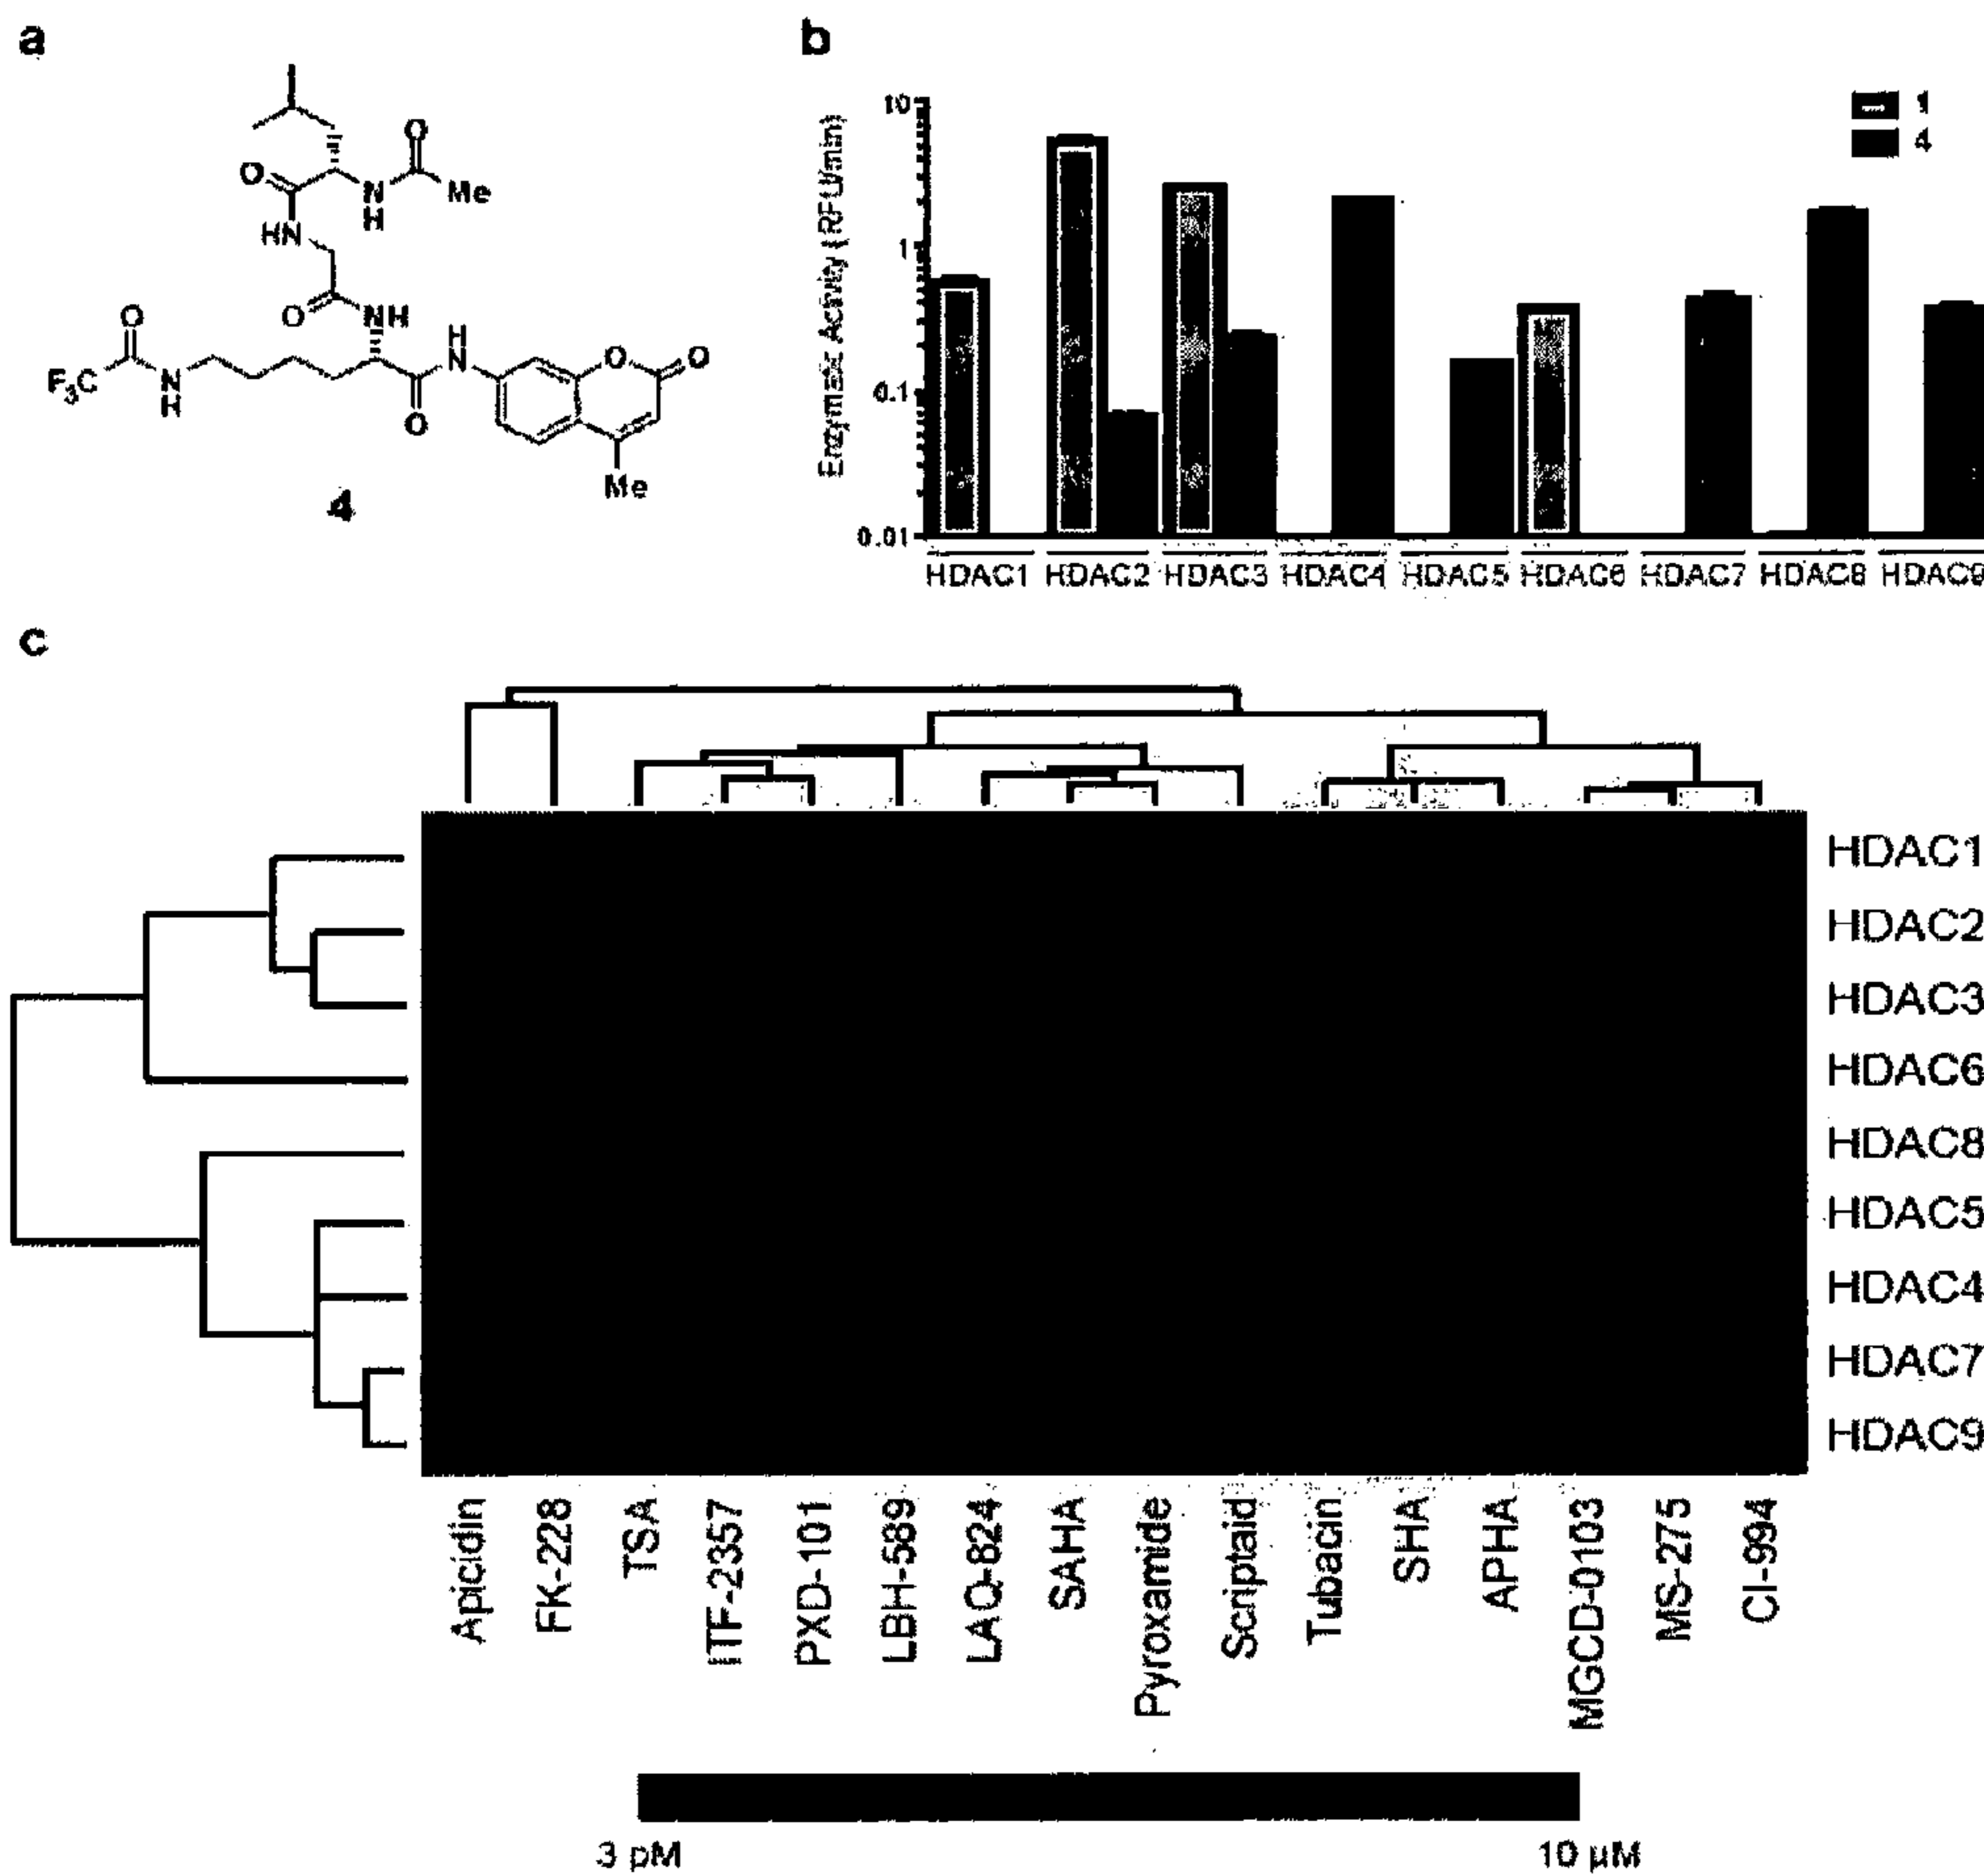 a
b
O
O
N
H
Me
HN
O
NH
O
F3C
N
H
H
N
O
O
O
Me
4
Enzymatic Activity (RFU/min)
10
1
0.1
0.01
1
4
HDAC1 HDAC2 HDAC3 HDAC4 HDAC5 HDAC6 HDAC7 HDAC8 HDAC9
c
HDAC1
HDAC2
HDAC3
HDAC6
HDAC8
HDAC5
HDAC4
HDAC7
HDAC9
Apicidin
FK-228
TSA
ITF-2357
PXD-101
LBH-589
LAQ-824
SAHA
Pyroxamide
Scriptaid
Tubacin
SHA
APHA
MGCD-0103
MS-275
CI-994
3 pM
10 µM